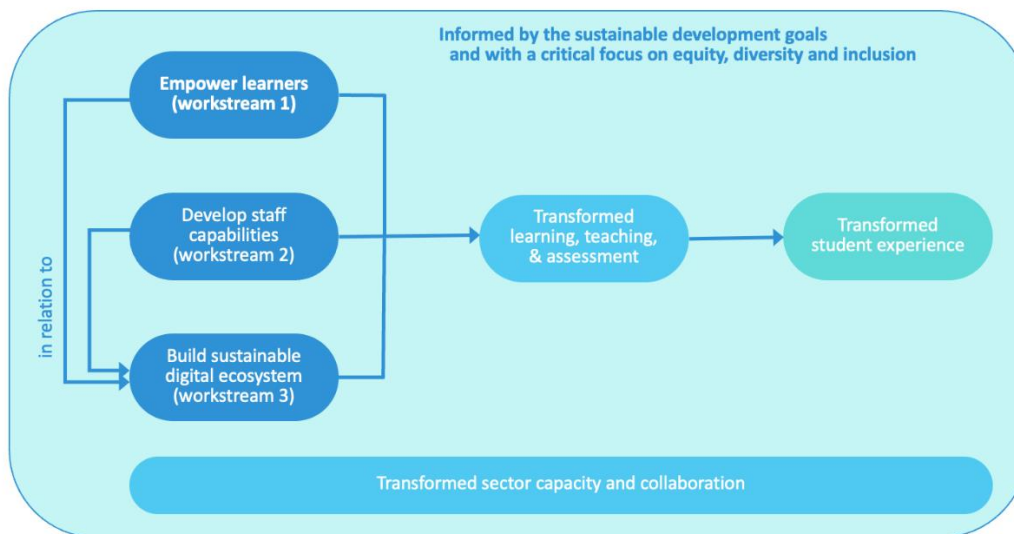 Informed by the sustainable development goals
and with a critical focus on equity, diversity and inclusion
Empower learners
(workstream 1)
Develop staff
capabilities
(workstream 2)
Build sustainable
digital ecosystem
(workstream 3)
in relation to
Transformed
learning, teaching,
& assessment
Transformed
student experience
Transformed sector capacity and collaboration